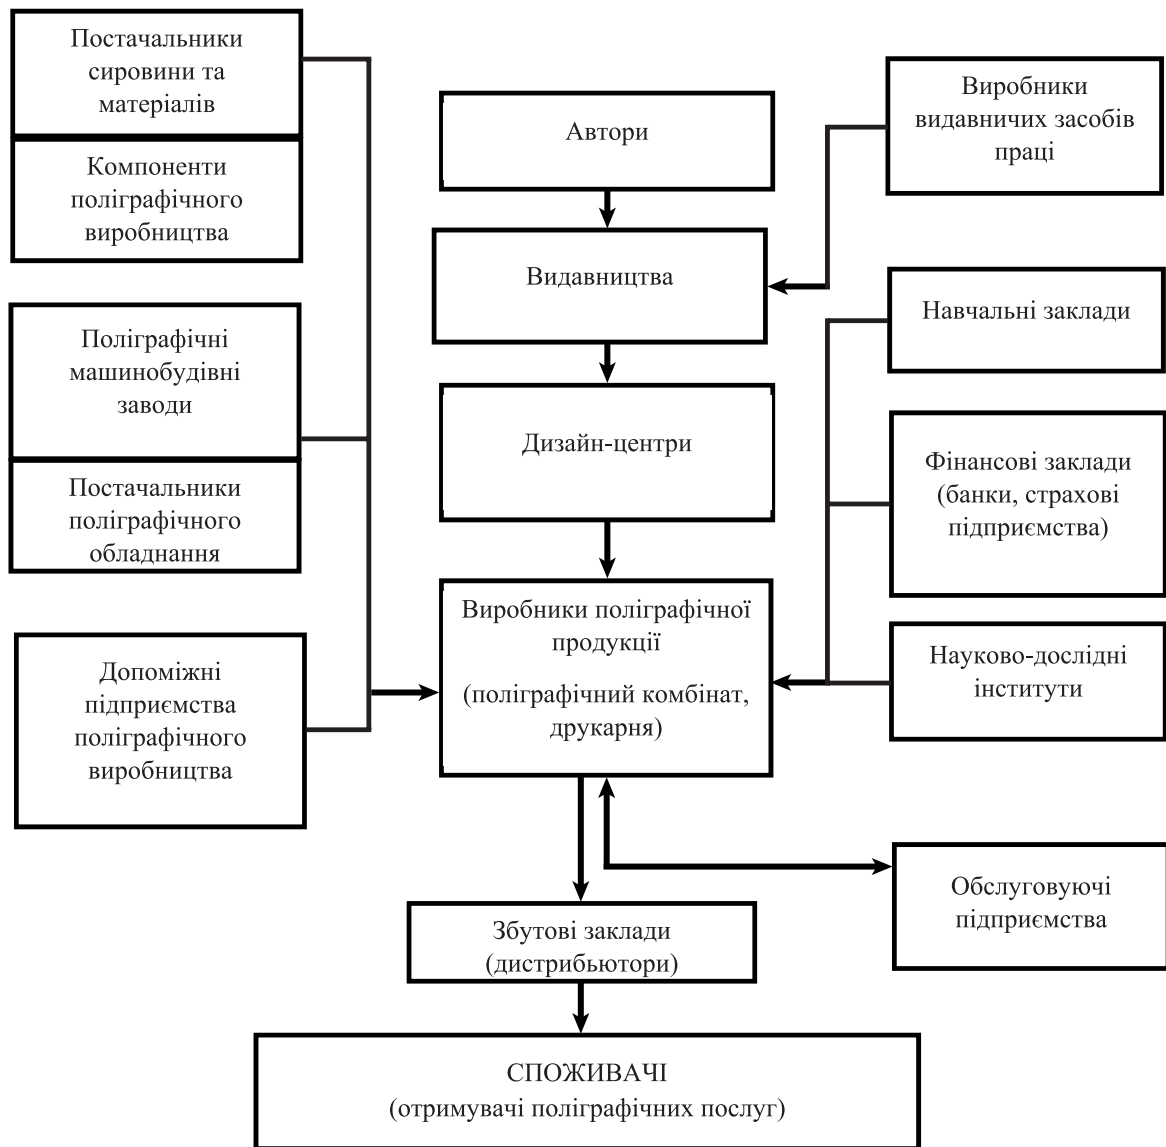 Постачальники
сировини та
матеріалів
Компоненти
поліграфічного
виробництва
Поліграфічні
машинобудівні
заводи
Постачальники
поліграфічного
обладнання
Допоміжні
підприємства
поліграфічного
виробництва
Автори
Видавництва
Дизайн-центри
Виробники поліграфічної
продукції
(поліграфічний комбінат,
друкарня)
Збутові заклади
(дистрибьютори)
СПОЖИВАЧІ
(отримувачі поліграфічних послуг)
Виробники
видавничих засобів
праці
Навчальні заклади
Фінансові заклади
(банки, страхові
підприємства)
Науково-дослідні
інститути
Обслуговуючі
підприємства